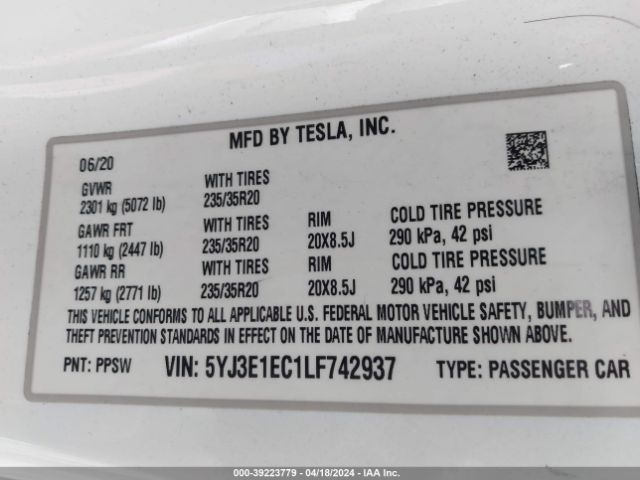 MFD BY TESLA, INC.
06/20
GVWR WITH TIRES
2301 kg (5072 lb) 235/35R20
GAWR FRT WITH TIRES RIM COLD TIRE PRESSURE
1110 kg (2447 lb) 235/35R20 20X8.5J 290 kPa, 42 psi
GAWR RR WITH TIRES RIM COLD TIRE PRESSURE
1257 kg (2771 lb) 235/35R20 20X8.5J 290 kPa, 42 psi
THIS VEHICLE CONFORMS TO ALL APPLICABLE U.S. FEDERAL MOTOR VEHICLE SAFETY, BUMPER, AND
THEFT PREVENTION STANDARDS IN EFFECT ON THE DATE OF MANUFACTURE SHOWN ABOVE.
PNT: PPSW VIN: 5YJ3E1EC1LF742937 TYPE: PASSENGER CAR
©VIN-39223779 - 04/18/2024 - IAA Inc.